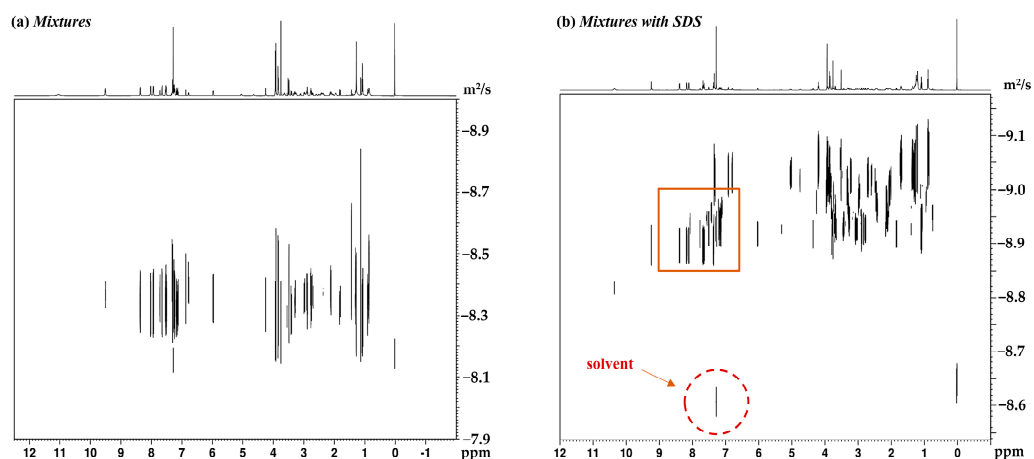 (a) Mixtures
m²/s
−8.9
−8.7
−8.5
−8.3
−8.1
−7.9
12 11 10 9 8 7 6 5 4 3 2 1 0 -1 ppm
(b) Mixtures with SDS
m²/s
−9.1
−9.0
−8.9
−8.8
−8.7
solvent
−8.6
12 11 10 9 8 7 6 5 4 3 2 1 0 ppm